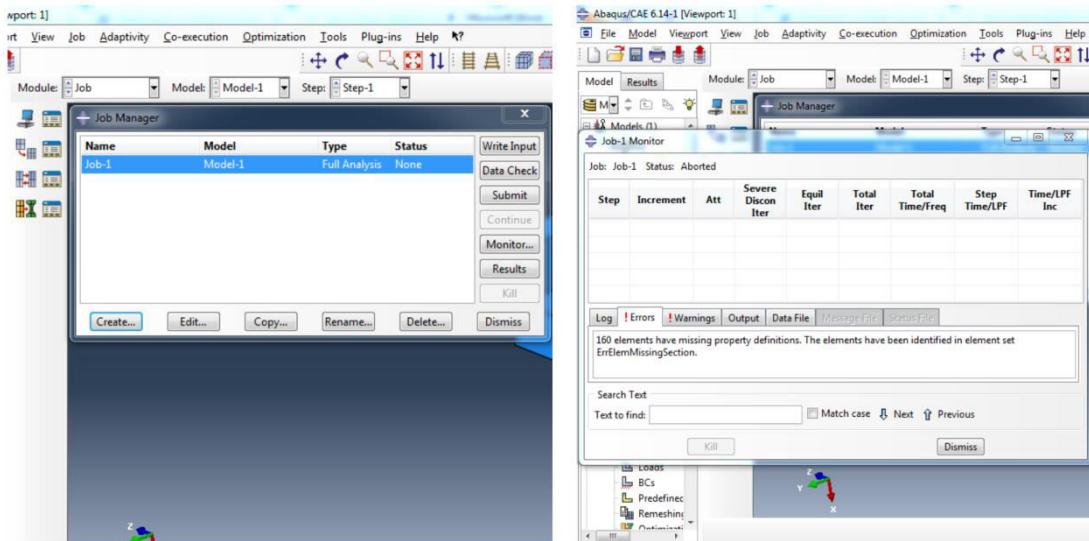 wport: 1]
rt View Job Adaptivity Co-execution Optimization Tools Plug-ins Help
Module: Job Model: Model-1 Step: Step-1
Job Manager
Name Model Type Status
Job-1 Model-1 Full Analysis None
Write Input
Data Check
Submit
Continue
Monitor...
Results
Kill
Create... Edit... Copy... Rename... Delete... Dismiss
Z
Abaqus/CAE 6.14-1 [Viewport: 1]
File Model Viewport View Job Adaptivity Co-execution Optimization Tools Plug-ins Help
Model Results
Module: Job Model: Model-1 Step: Step-1
Job Manager
Models (1)
Job-1 Monitor
Job: Job-1 Status: Aborted
Step Increment Att Severe Discon Iter Equil Iter Total Iter Total Time/Freq Step Time/LPF Time/LPF Inc
Log ! Errors ! Warnings Output Data File Message File Status File
160 elements have missing property definitions. The elements have been identified in element set
ErrElemMissingSection.
Search Text
Text to find: Match case Next Previous
Kill Dismiss
Loads
BCs
Predefined
Remeshing
Z
Y
X